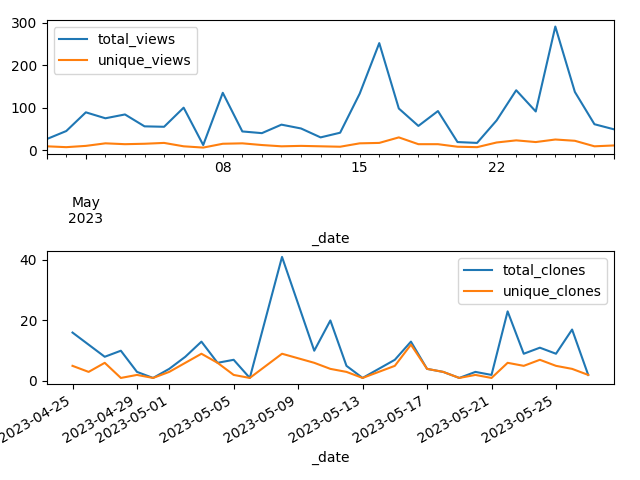 300
200
100
0
total_views
unique_views
08
15
22
May
2023
_date
40
20
0
total_clones
unique_clones
2023-04-25
2023-04-29
2023-05-01
2023-05-05
2023-05-09
2023-05-13
2023-05-17
2023-05-21
2023-05-25
_date